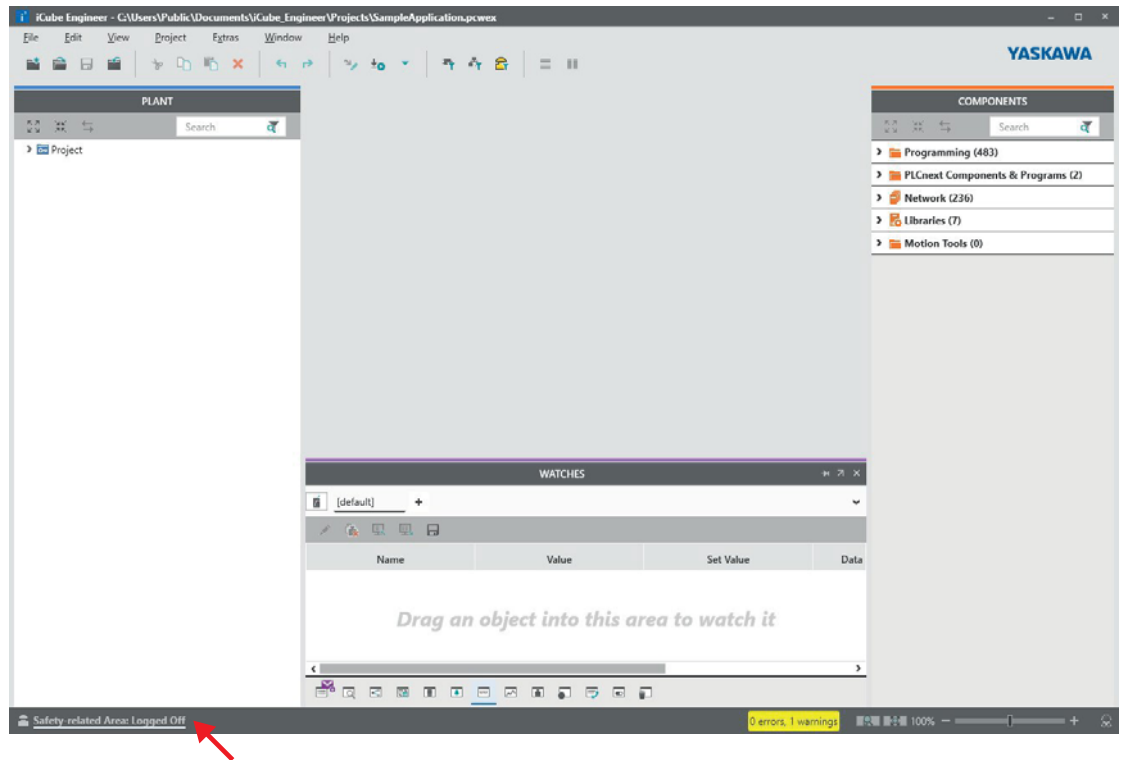 iCube Engineer - C:\Users\Public\Documents\iCube_Engineer\Projects\SampleApplication.pcwex
File Edit View Project Extras Window Help
YASKAWA
PLANT
Search
Project
COMPONENTS
Search
Programming (483)
PLCnext Components & Programs (2)
Network (236)
Libraries (7)
Motion Tools (0)
WATCHES
[default] +
Name Value Set Value Data
Drag an object into this area to watch it
Safety-related Area: Logged Off
0 errors, 1 warnings
100%